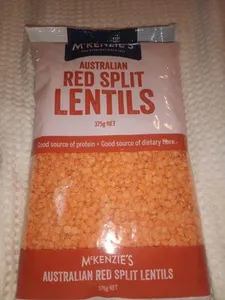 McKENZIE'S
AUSTRALIAN
RED SPLIT
LENTILS
375g NET
Good source of protein • Good source of dietary fibre
McKENZIE'S
AUSTRALIAN RED SPLIT LENTILS
375g NET